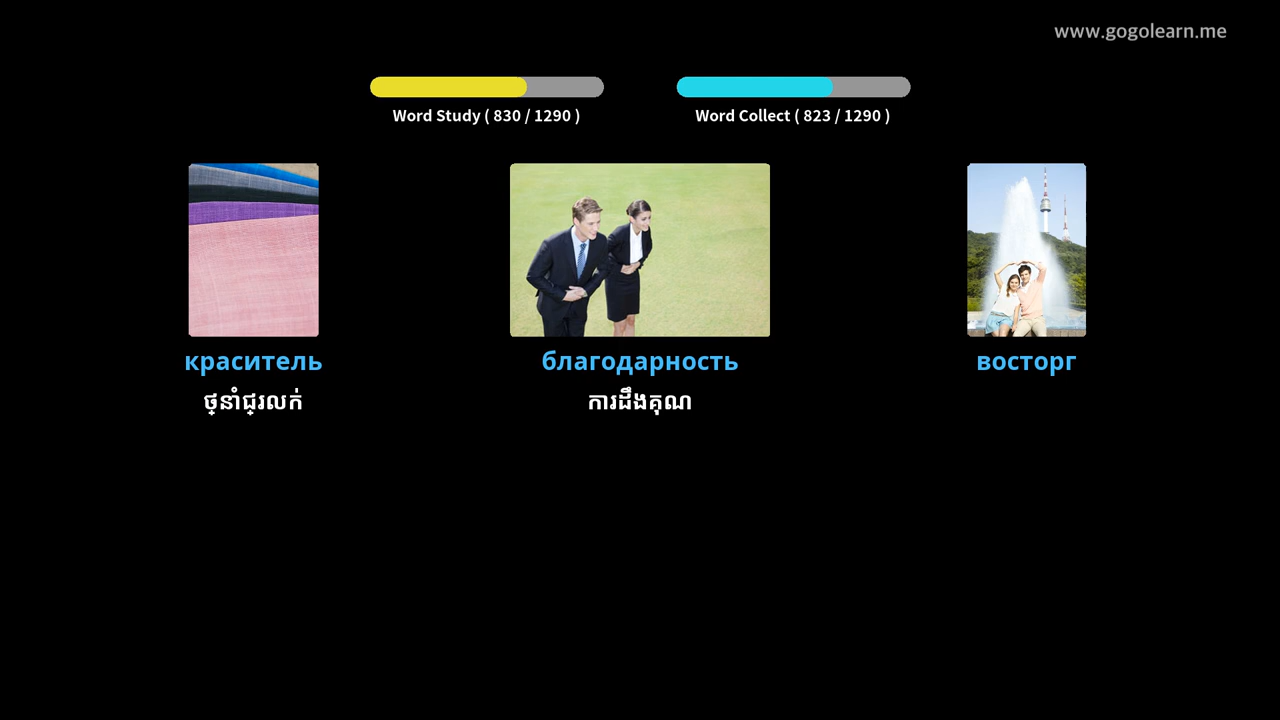 www.gogolearn.me
Word Study ( 830 / 1290 )
Word Collect ( 823 / 1290 )
краситель
благодарность
восторг
ថ្នាំជ្រលក់
ការដឹងគុណ